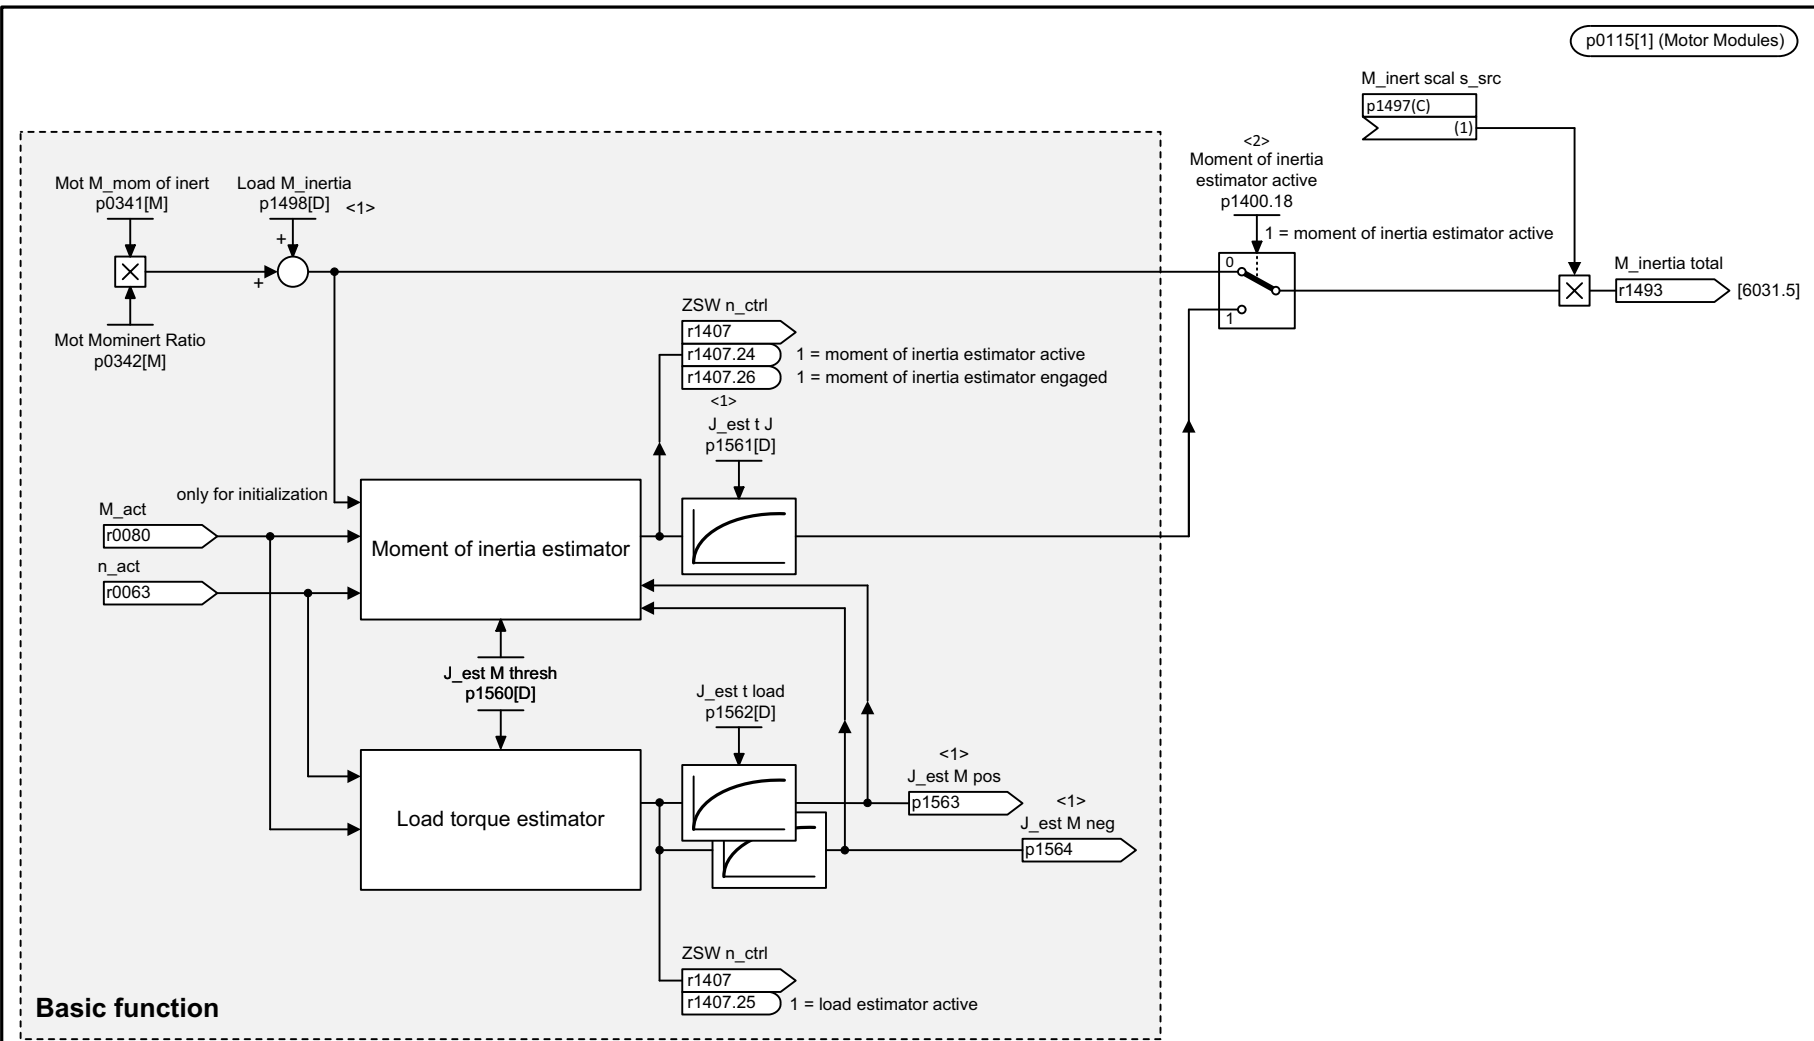 p0115[1] (Motor Modules)
M_inert scal s_src
p1497(C)
(1)
<2>
Moment of inertia
estimator active
p1400.18
1 = moment of inertia estimator active
0
1
M_inertia total
r1493
[6031.5]
Mot M_mom of inert
p0341[M]
Load M_inertia
p1498[D]
<1>
+
+
Mot Mominert Ratio
p0342[M]
ZSW n_ctrl
r1407
r1407.24
1 = moment of inertia estimator active
r1407.26
1 = moment of inertia estimator engaged
<1>
J_est t J
p1561[D]
only for initialization
M_act
r0080
n_act
r0063
Moment of inertia estimator
J_est M thresh
p1560[D]
J_est t load
p1562[D]
Load torque estimator
<1>
J_est M pos
p1563
<1>
J_est M neg
p1564
ZSW n_ctrl
r1407
r1407.25
1 = load estimator active
Basic function